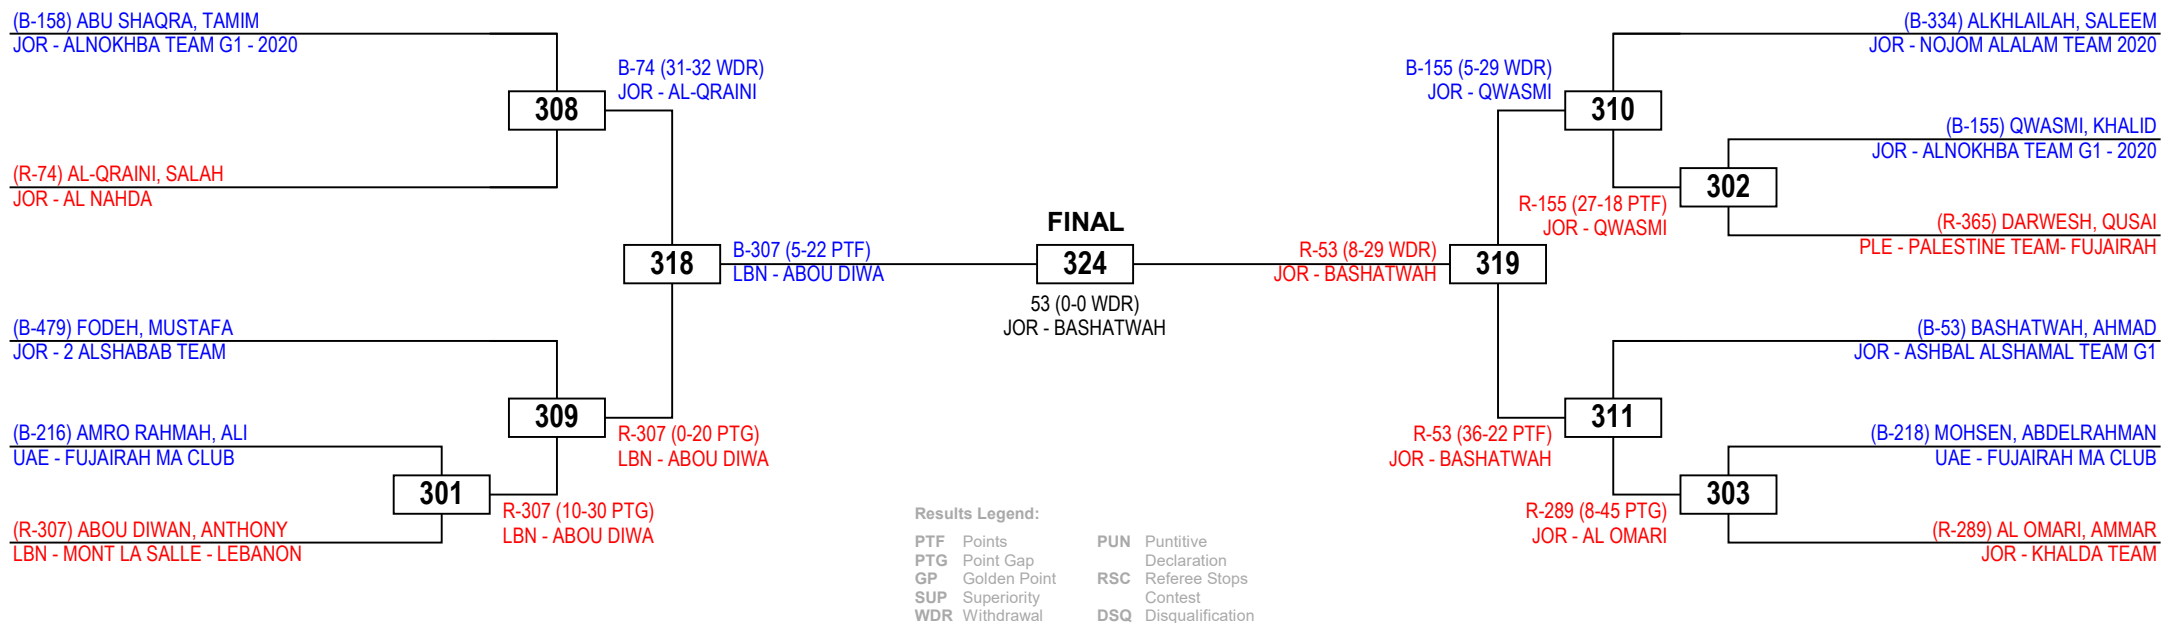 (B-158) ABU SHAQRA, TAMIM
JOR - ALNOKHBA TEAM G1 - 2020
B-74 (31-32 WDR)
JOR - AL-QRAINI
308
(R-74) AL-QRAINI, SALAH
JOR - AL NAHDA
318
B-307 (5-22 PTF)
LBN - ABOU DIWA
(B-479) FODEH, MUSTAFA
JOR - 2 ALSHABAB TEAM
309
R-307 (0-20 PTG)
LBN - ABOU DIWA
(B-216) AMRO RAHMAH, ALI
UAE - FUJAIRAH MA CLUB
301
R-307 (10-30 PTG)
LBN - ABOU DIWA
(R-307) ABOU DIWAN, ANTHONY
LBN - MONT LA SALLE - LEBANON
FINAL
324
53 (0-0 WDR)
JOR - BASHATWAH
(B-334) ALKHLAILAH, SALEEM
JOR - NOJOM ALALAM TEAM 2020
B-155 (5-29 WDR)
JOR - QWASMI
310
(B-155) QWASMI, KHALID
JOR - ALNOKHBA TEAM G1 - 2020
302
R-155 (27-18 PTF)
JOR - QWASMI
(R-365) DARWESH, QUSAI
PLE - PALESTINE TEAM- FUJAIRAH
R-53 (8-29 WDR)
JOR - BASHATWAH
319
(B-53) BASHATWAH, AHMAD
JOR - ASHBAL ALSHAMAL TEAM G1
311
R-53 (36-22 PTF)
JOR - BASHATWAH
(B-218) MOHSEN, ABDELRAHMAN
UAE - FUJAIRAH MA CLUB
303
R-289 (8-45 PTG)
JOR - AL OMARI
(R-289) AL OMARI, AMMAR
JOR - KHALDA TEAM
Results Legend:
PTF Points
PTG Point Gap
GP Golden Point
SUP Superiority
WDR Withdrawal
PUN Puntitive
Declaration
RSC Referee Stops
Contest
DSQ Disqualification